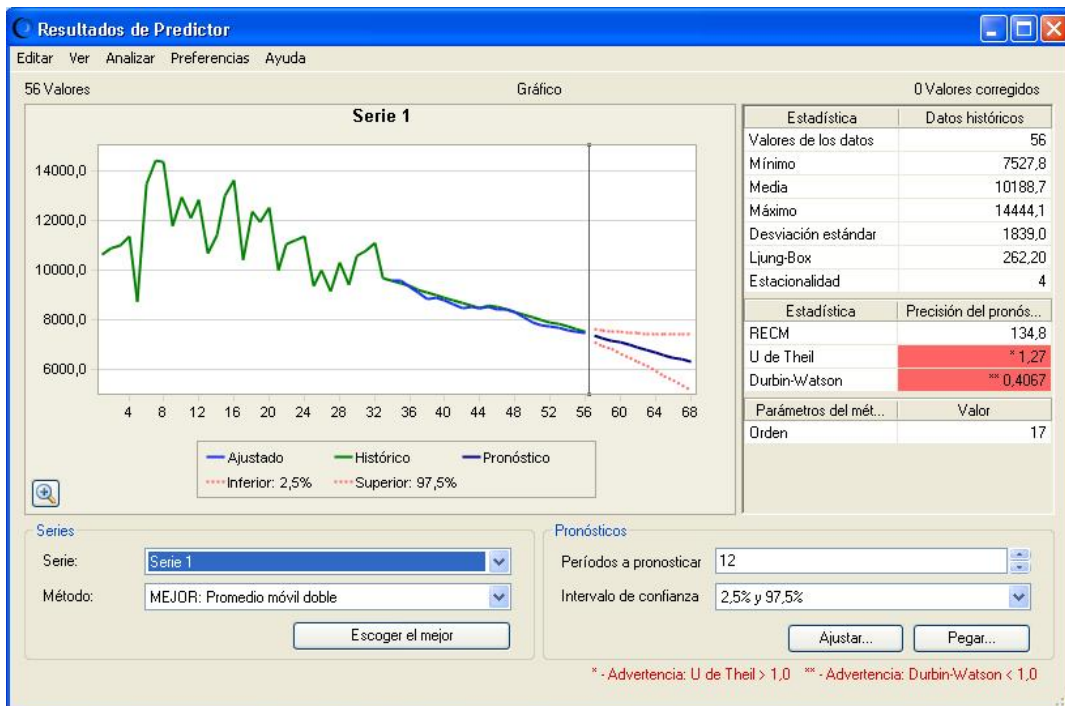 Resultados de Predictor
Editar Ver Analizar Preferencias Ayuda
56 Valores Gráfico 0 Valores corregidos
Serie 1
14000,0
12000,0
10000,0
8000,0
6000,0
4 8 12 16 20 24 28 32 36 40 44 48 52 56 60 64 68
Ajustado Histórico Pronóstico
Inferior: 2,5% Superior: 97,5%
Estadística Datos históricos
Valores de los datos 56
Mínimo 7527,8
Media 10188,7
Máximo 14444,1
Desviación estándar 1839,0
Ljung-Box 262,20
Estacionalidad 4
Estadística Precisión del pronós...
RECM 134,8
U de Theil * 1,27
Durbin-Watson ** 0,4067
Parámetros del mét... Valor
Orden 17
Series
Serie: Serie 1
Método: MEJOR: Promedio móvil doble
Escoger el mejor
Pronósticos
Períodos a pronosticar 12
Intervalo de confianza 2,5% y 97,5%
Ajustar... Pegar...
* - Advertencia: U de Theil > 1,0 ** - Advertencia: Durbin-Watson < 1,0